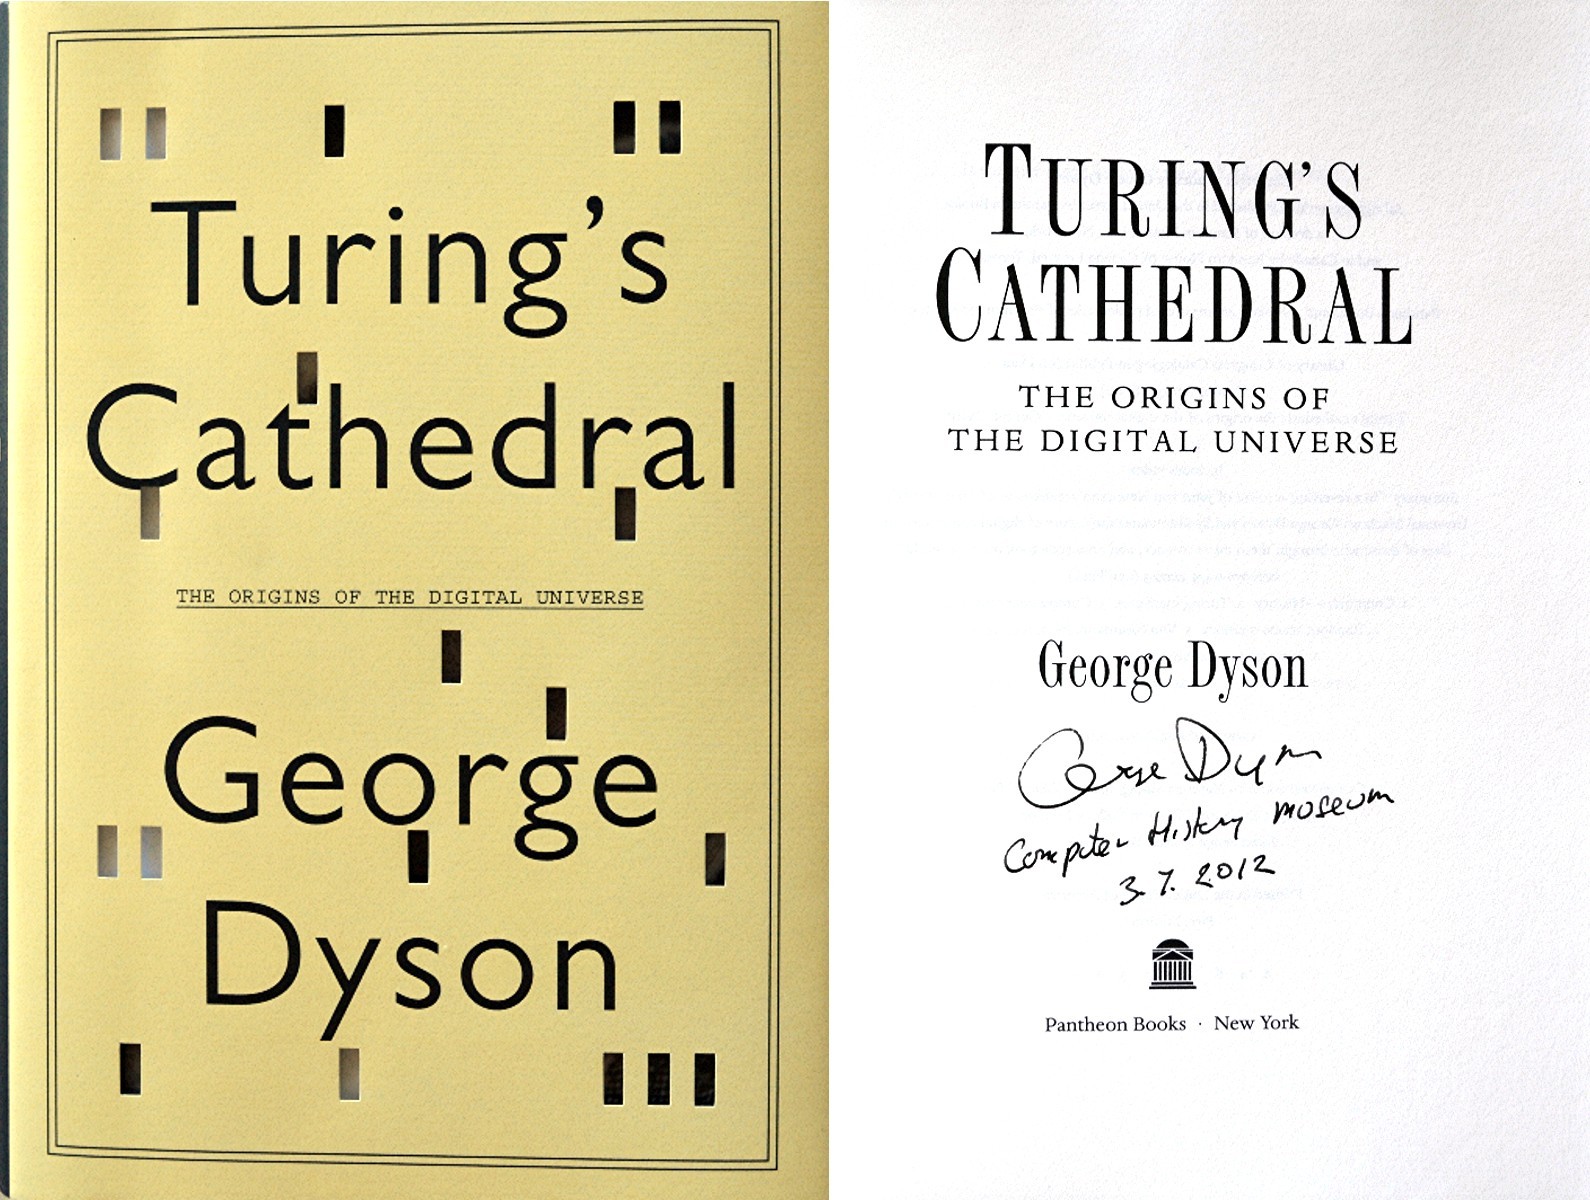 Turing's
Cathedral
THE ORIGINS OF THE DIGITAL UNIVERSE
George
Dyson
TURING'S
CATHEDRAL
THE ORIGINS OF
THE DIGITAL UNIVERSE
George Dyson
George Dyson
Computer History Museum
3.7.2012
Pantheon Books · New York